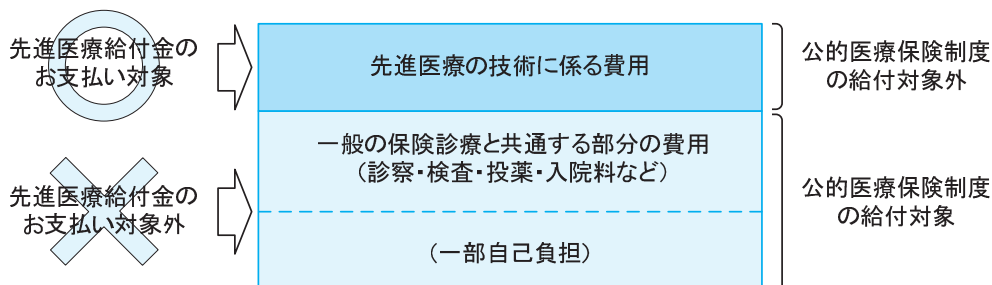 先進医療給付金の
お支払い対象
先進医療の技術に係る費用
公的医療保険制度
の給付対象外
一般の保険診療と共通する部分の費用
（診察・検査・投薬・入院料など）
先進医療給付金の
お支払い対象外
公的医療保険制度
の給付対象
（一部自己負担）